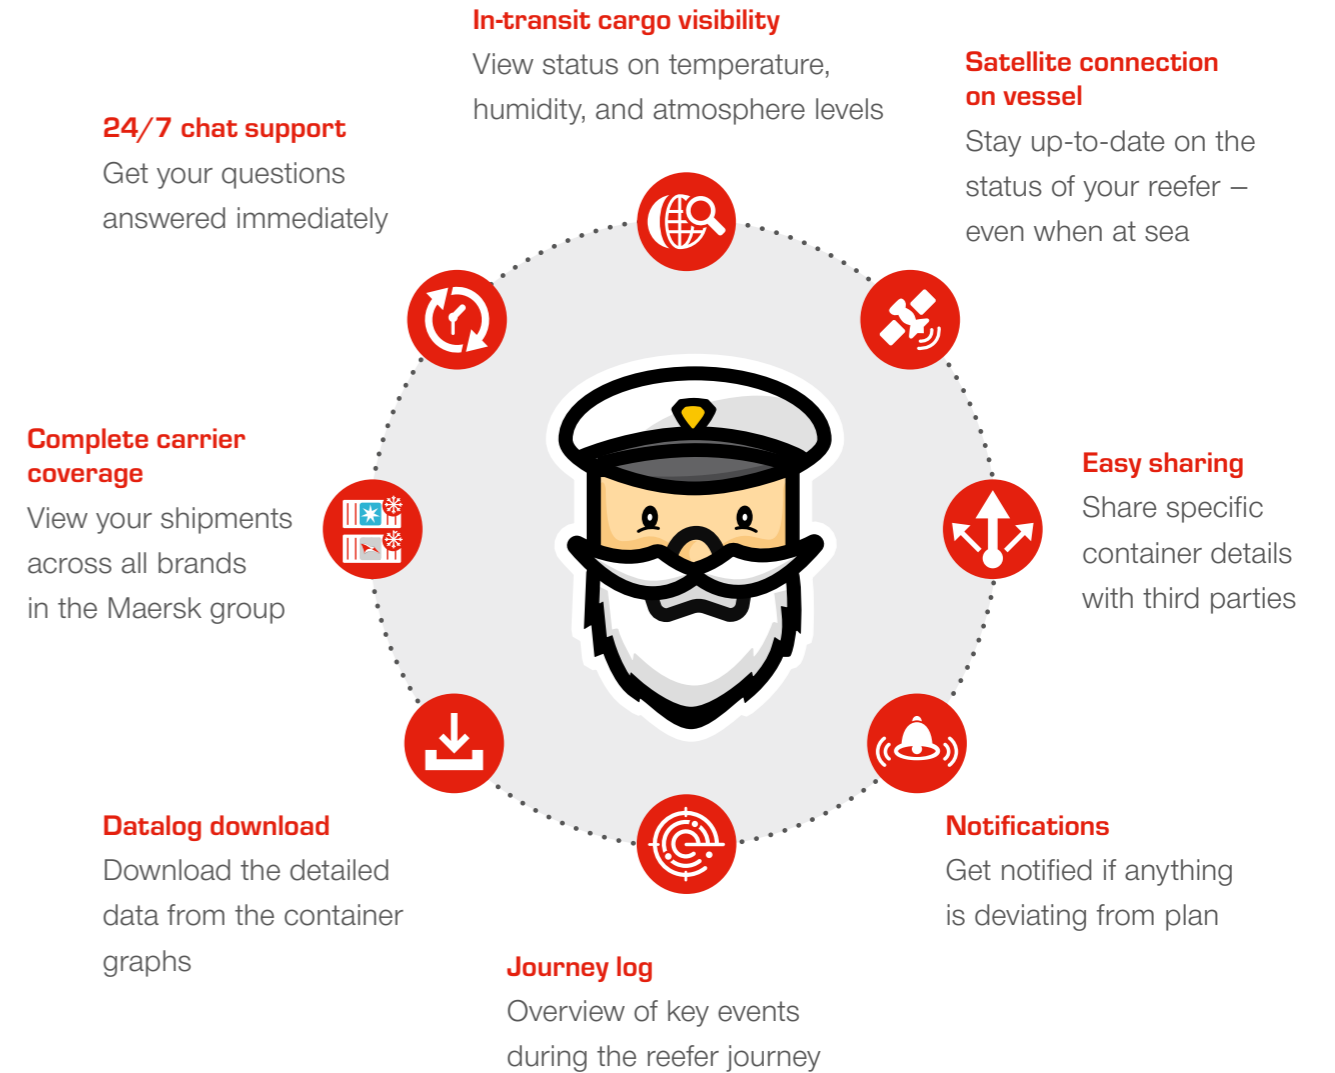 In-transit cargo visibility
View status on temperature,
humidity, and atmosphere levels
Satellite connection
on vessel
Stay up-to-date on the
status of your reefer –
even when at sea
Easy sharing
Share specific
container details
with third parties
Notifications
Get notified if anything
is deviating from plan
Journey log
Overview of key events
during the reefer journey
Datalog download
Download the detailed
data from the container
graphs
Complete carrier
coverage
View your shipments
across all brands
in the Maersk group
24/7 chat support
Get your questions
answered immediately